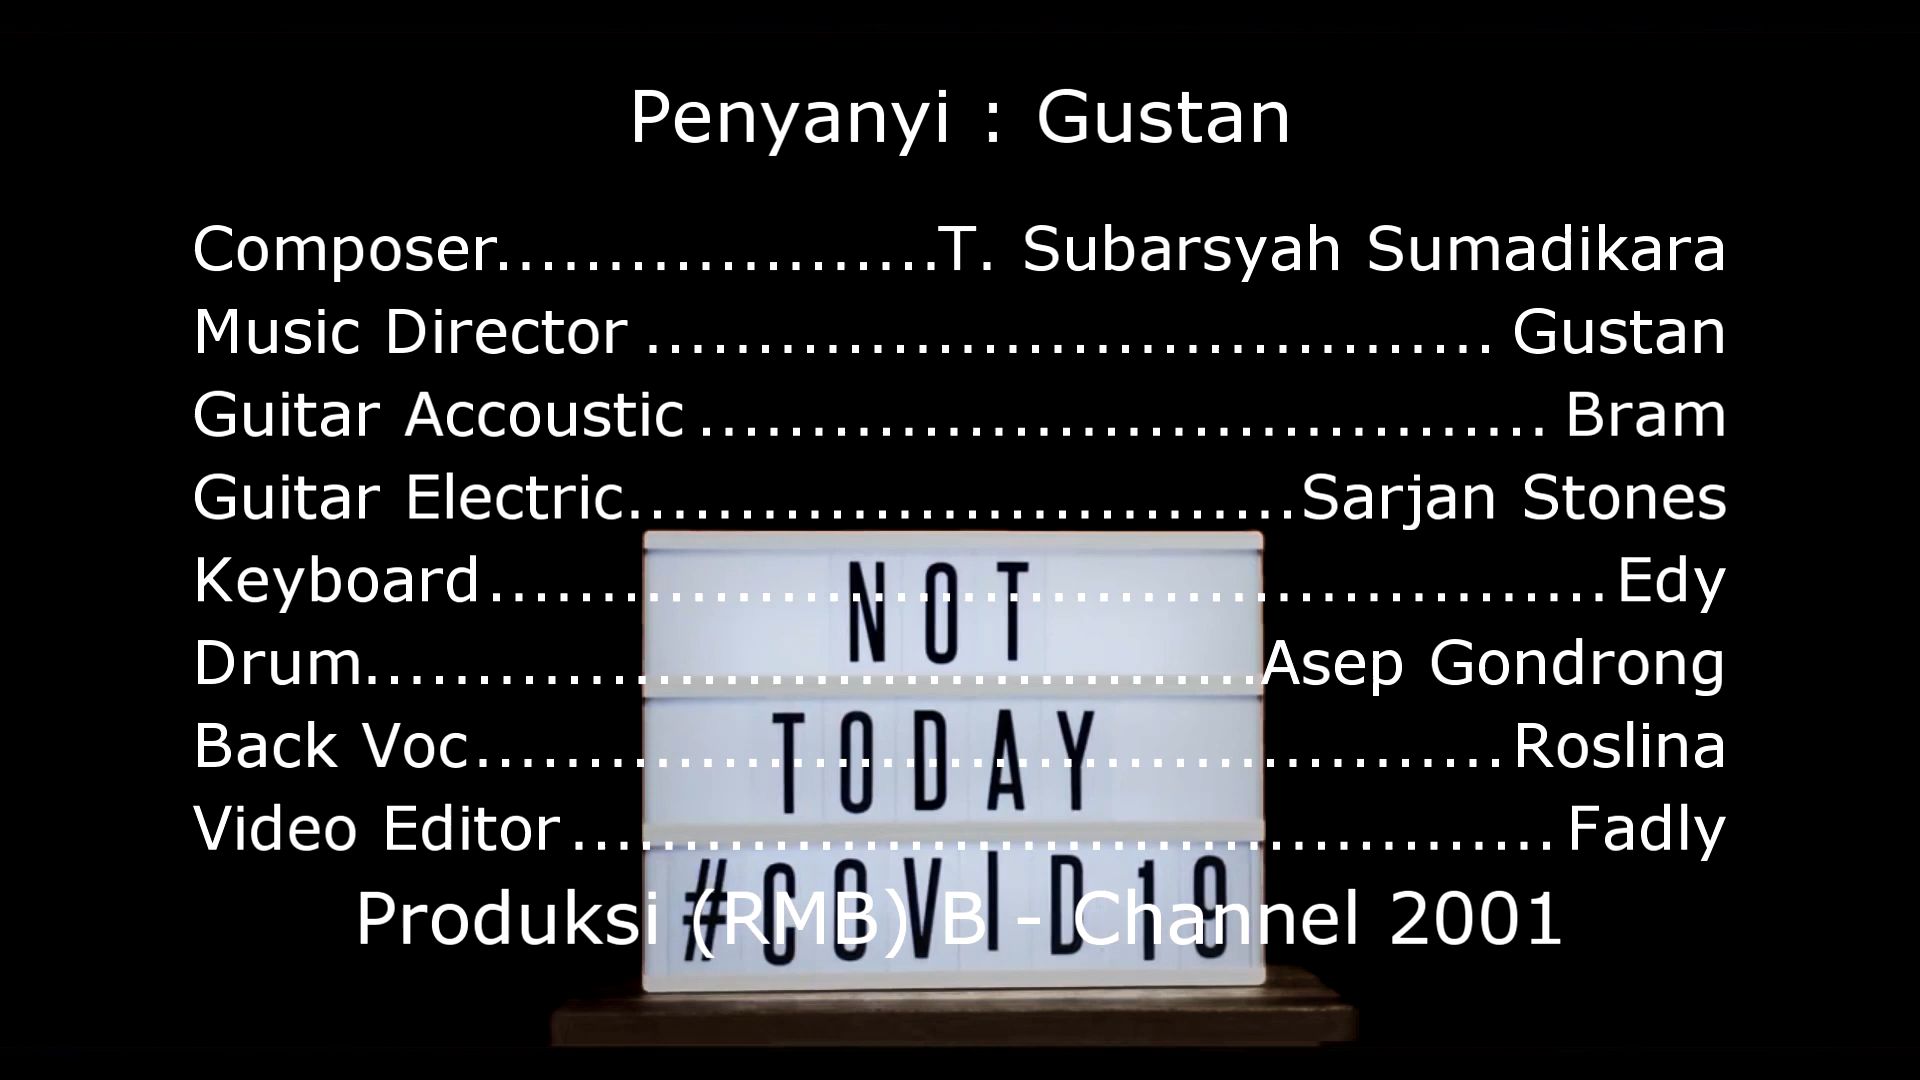 Penyanyi : Gustan
Composer...................T. Subarsyah Sumadikara
Music Director ...................................... Gustan
Guitar Accoustic ...................................... Bram
Guitar Electric..............................Sarjan Stones
Keyboard.................................................. Edy
Drum........................................Asep Gondrong
Back Voc..............................................Roslina
Video Editor ............................................ Fadly
Produksi (RMB) B - Channel 2001
NOT
TODAY
#COVID19